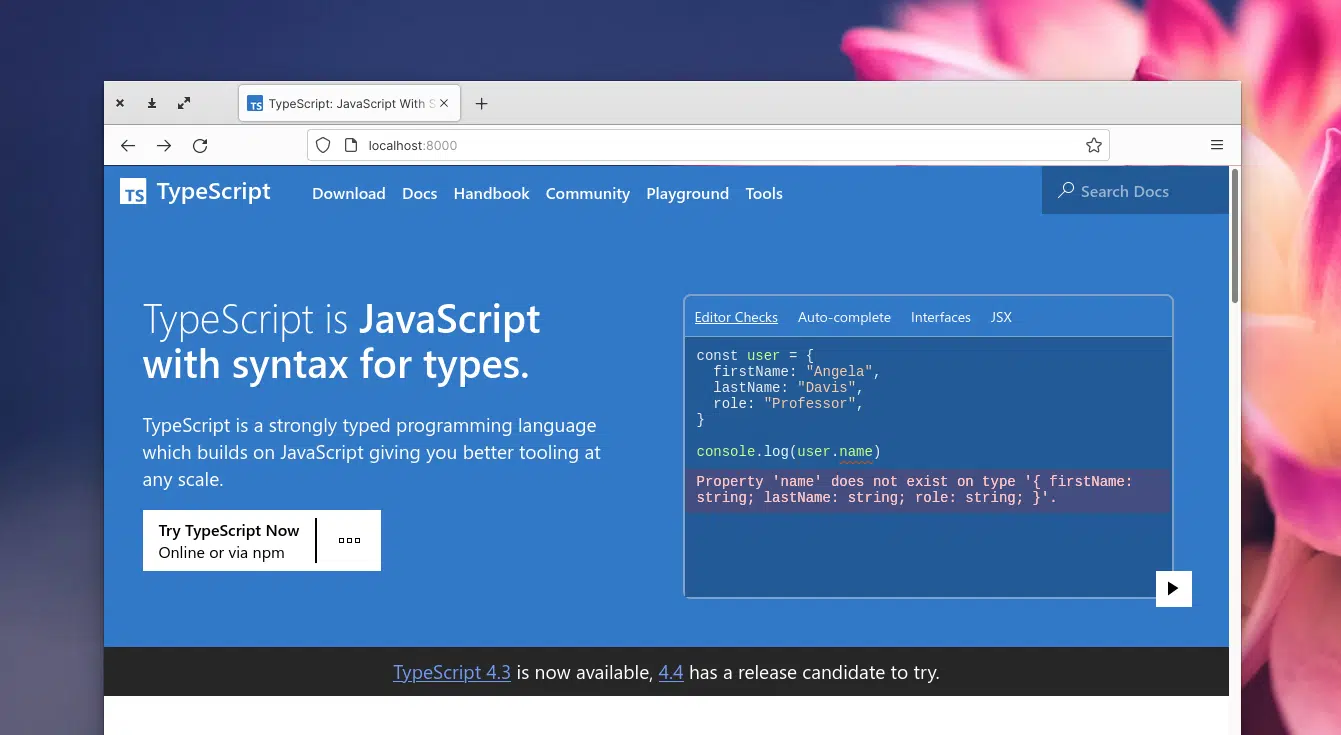 TS TypeScript: JavaScript With S
localhost:8000
TS TypeScript Download Docs Handbook Community Playground Tools Search Docs
TypeScript is JavaScript
with syntax for types.
TypeScript is a strongly typed programming language
which builds on JavaScript giving you better tooling at
any scale.
Try TypeScript Now
Online or via npm
Editor Checks Auto-complete Interfaces JSX
const user = {
  firstName: "Angela",
  lastName: "Davis",
  role: "Professor",
}
console.log(user.name)
Property 'name' does not exist on type '{ firstName:
string; lastName: string; role: string; }'.
TypeScript 4.3 is now available, 4.4 has a release candidate to try.